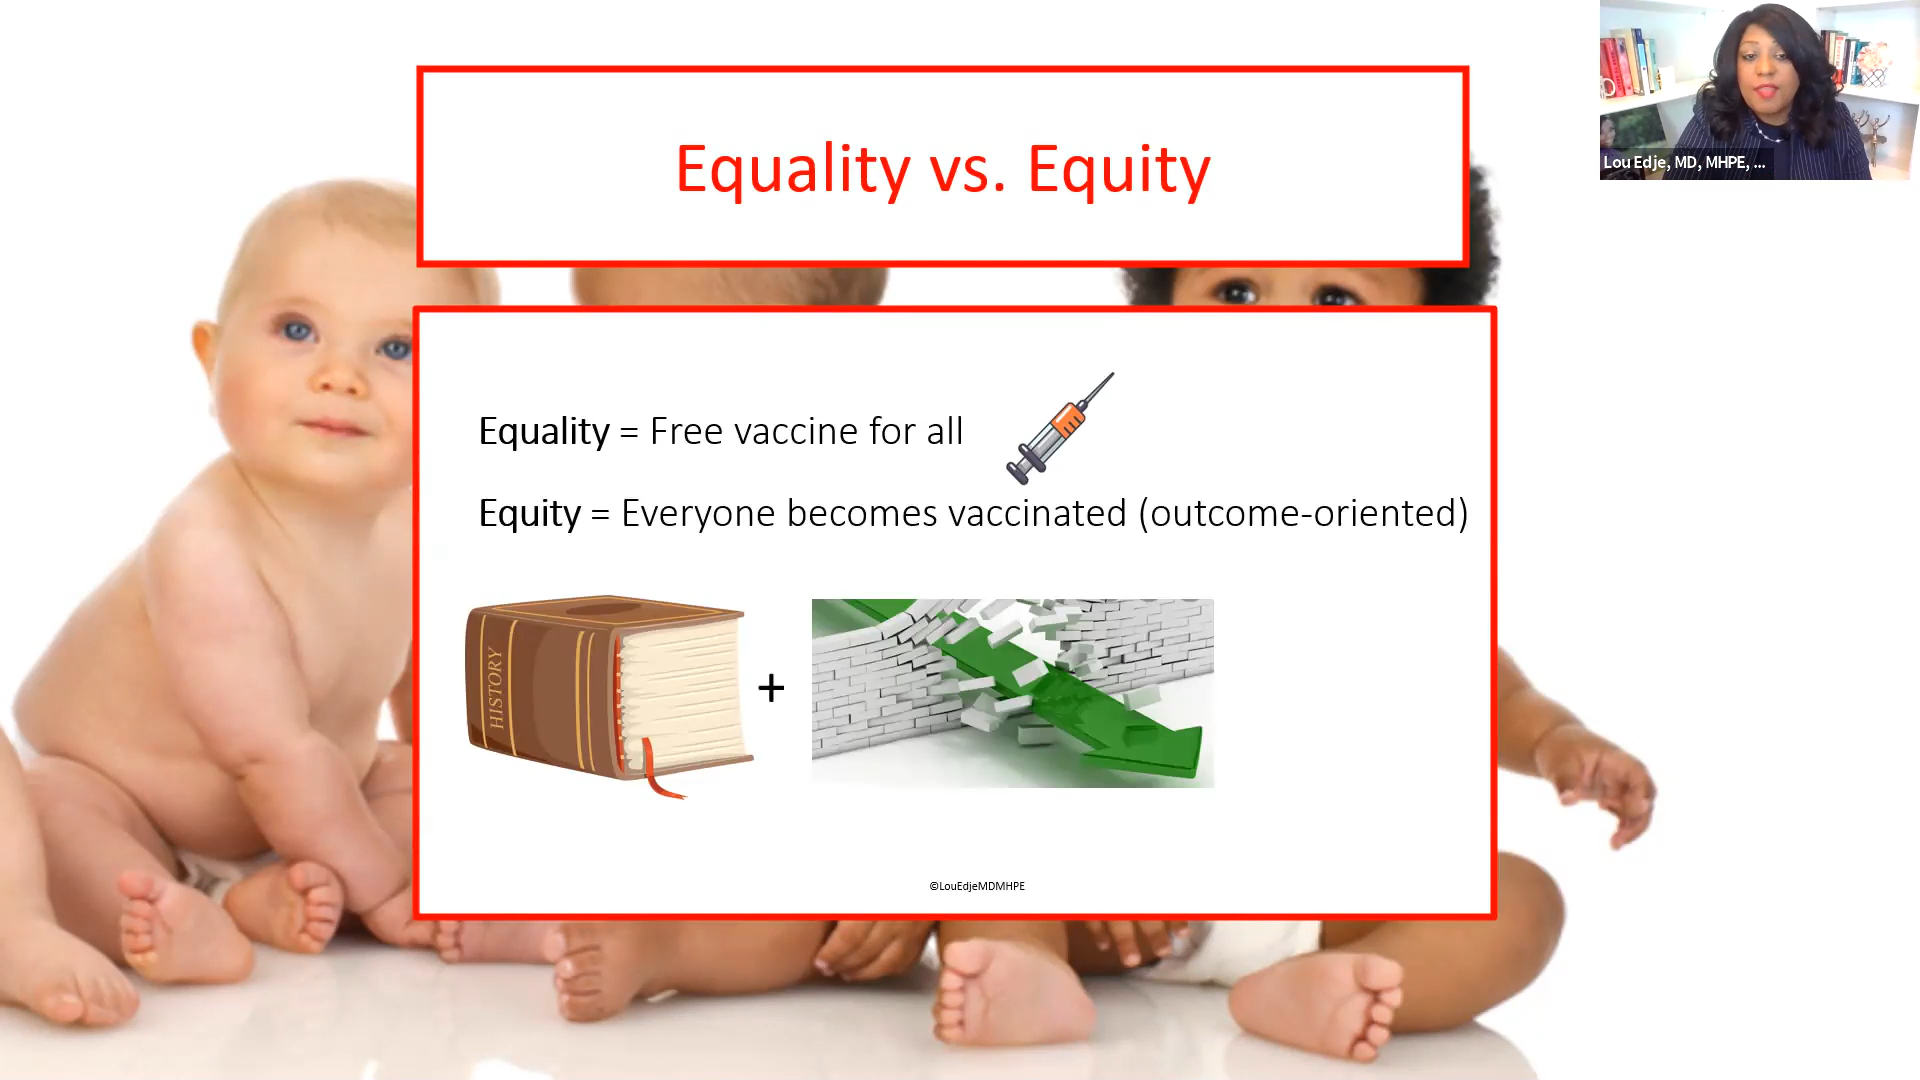 Equality vs. Equity
Lou Edje, MD, MHPE, ...
Equality = Free vaccine for all
Equity = Everyone becomes vaccinated (outcome-oriented)
HISTORY
+
©LouEdjeMDMHPE